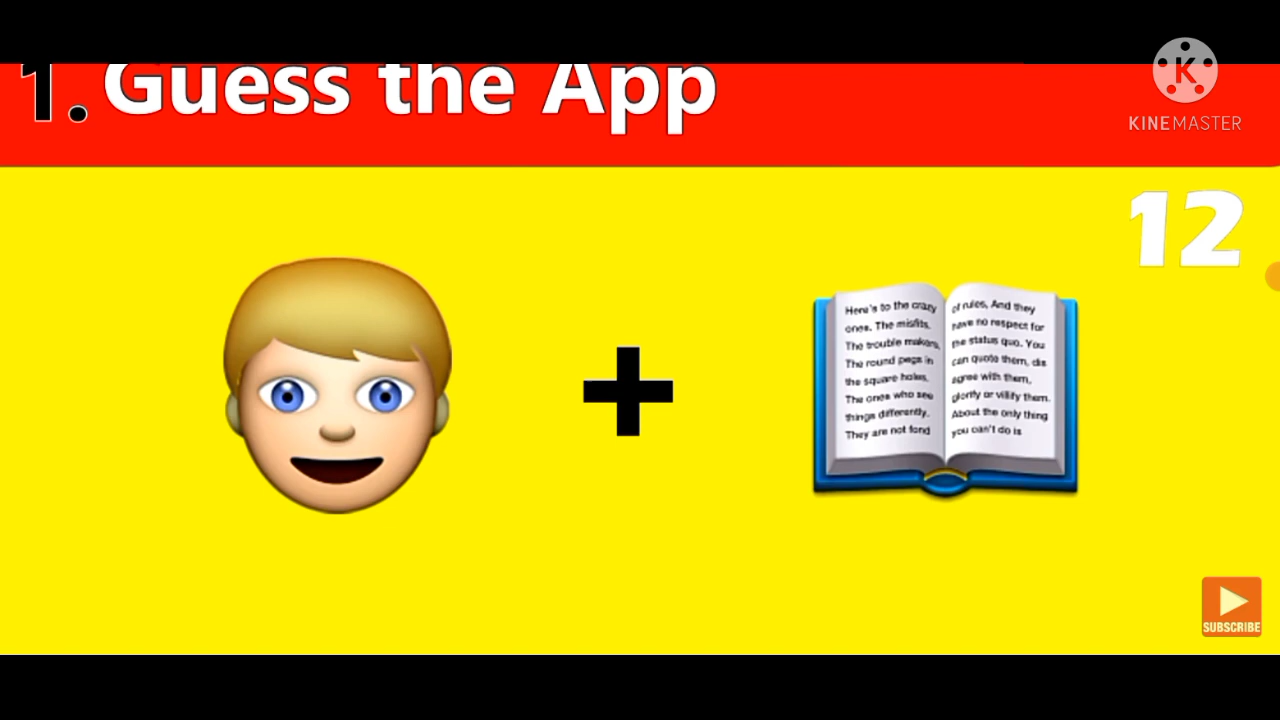 1. Guess the App
KINEMASTER
12
Here's to the crazy
ones. The misfits.
The trouble makers,
The round pegs in
the square holes.
The ones who see
things differently.
They are not fond
of rules, And they
have no respect for
the status quo. You
can quote them, dis
agree with them,
glorify or villify them.
About the only thing
you can't do is
SUBSCRIBE